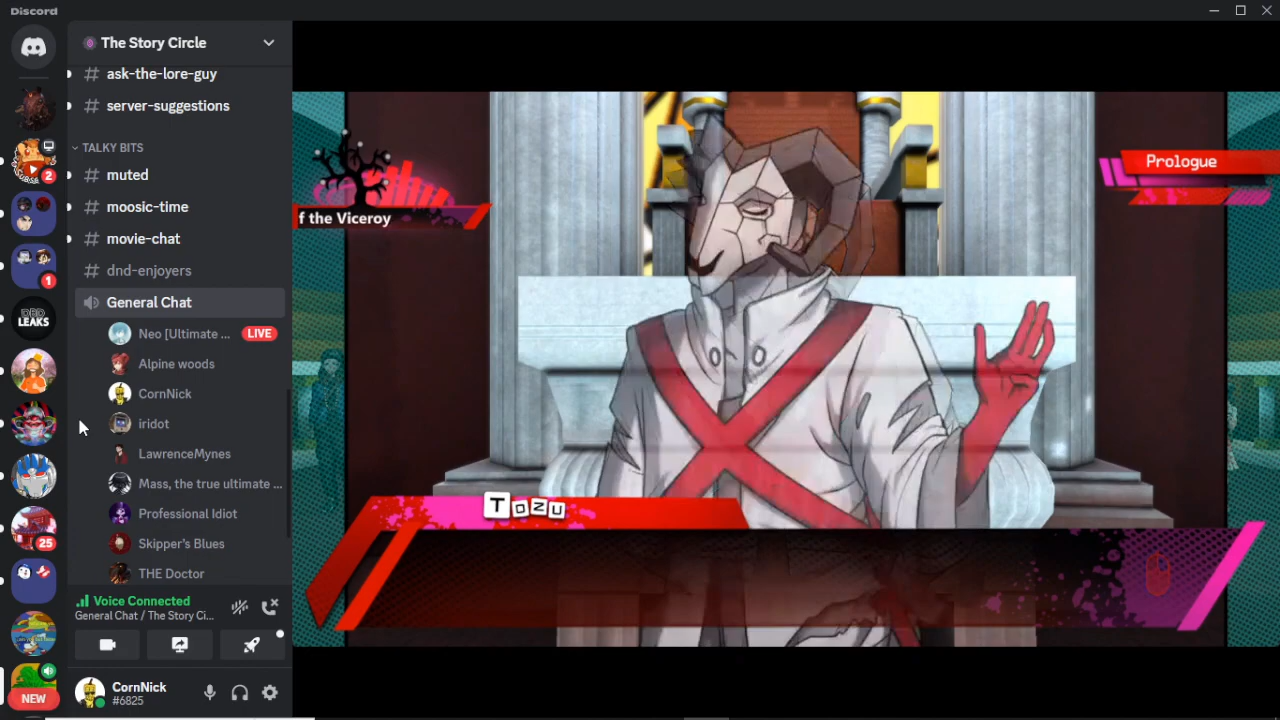 Discord
The Story Circle
ask-the-lore-guy
server-suggestions
TALKY BITS
muted
moosic-time
movie-chat
dnd-enjoyers
General Chat
Neo [Ultimate ...
LIVE
Alpine woods
CornNick
iridot
LawrenceMynes
Mass, the true ultimate ...
Professional Idiot
Skipper's Blues
THE Doctor
Voice Connected
General Chat / The Story Ci...
CornNick
#6825
2
1
DBD
LEAKS
25
NEW
f the Viceroy
Prologue
Tozu